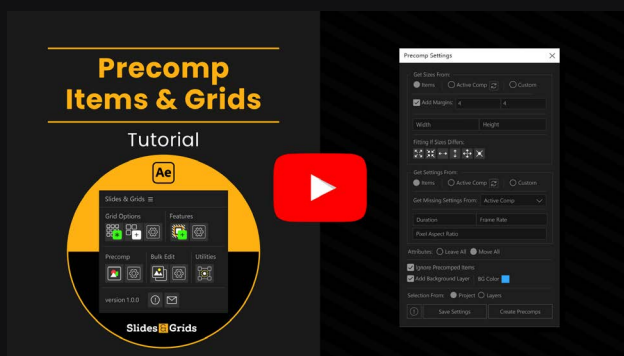 Precomp
Items & Grids
Tutorial
Ae
Slides & Grids
Grid Options
Features
Precomp
Bulk Edit
Utilities
version 1.0.0
Slides Grids
Precomp Settings
Get Sizes From:
Items
Active Comp
Custom
Add Margins:
4
4
Width
Height
Fitting If Sizes Differs:
Get Settings From:
Items
Active Comp
Custom
Get Missing Settings From:
Active Comp
Duration
Frame Rate
Pixel Aspect Ratio
Attributes:
Leave All
Move All
Ignore Precomped Items
Add Background Layer
BG Color
Selection From:
Project
Layers
Save Settings
Create Precomps